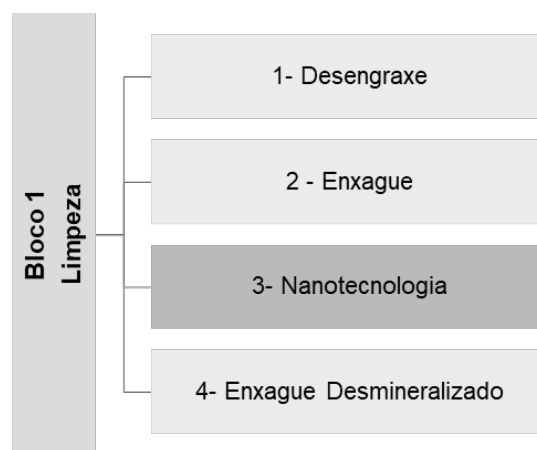 Bloco 1
Limpeza
1- Desengraxe
2 - Enxague
3- Nanotecnologia
4- Enxague Desmineralizado